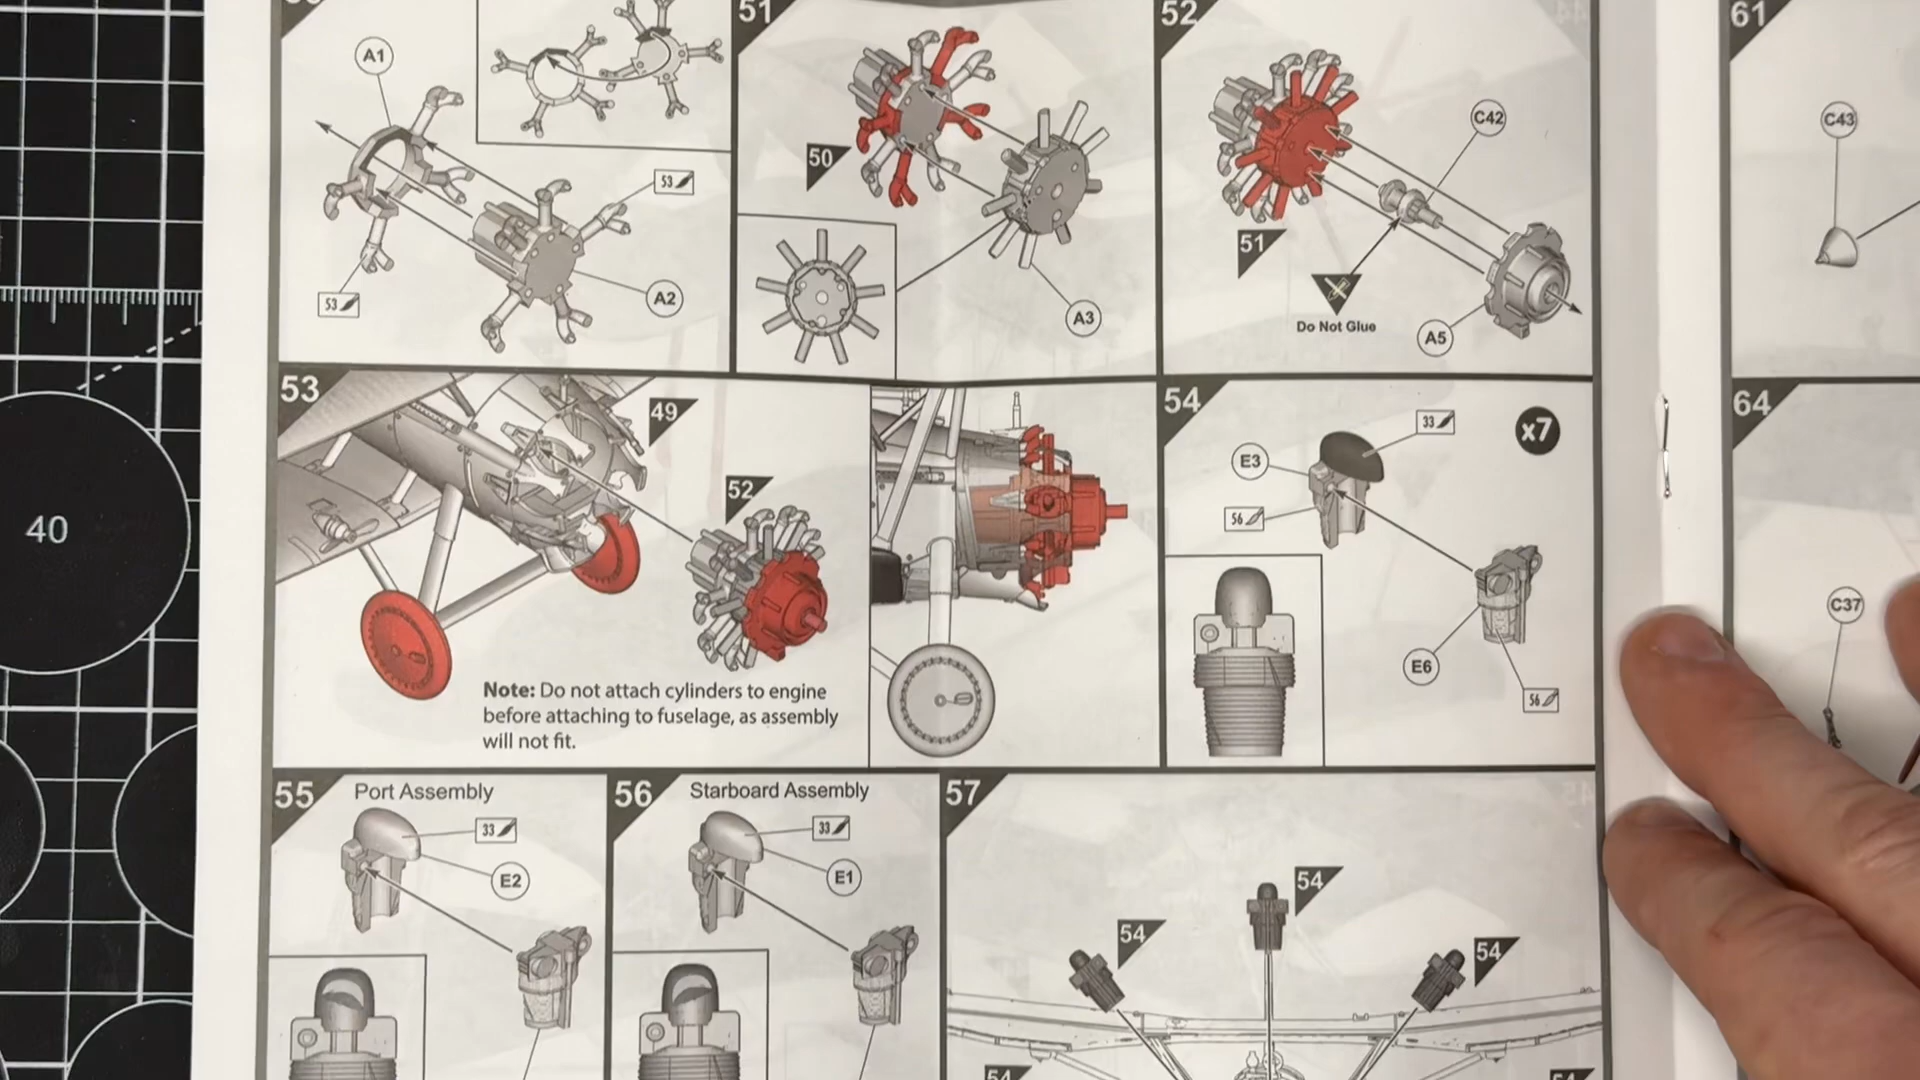 A1
53
53
A2
51
50
A3
52
C42
51
Do Not Glue
A5
61
C43
53
49
52
Note: Do not attach cylinders to engine
before attaching to fuselage, as assembly
will not fit.
54
33
x7
E3
56
E6
56
64
C37
40
55
Port Assembly
33
E2
56
Starboard Assembly
33
E1
57
54
54
54
54
54